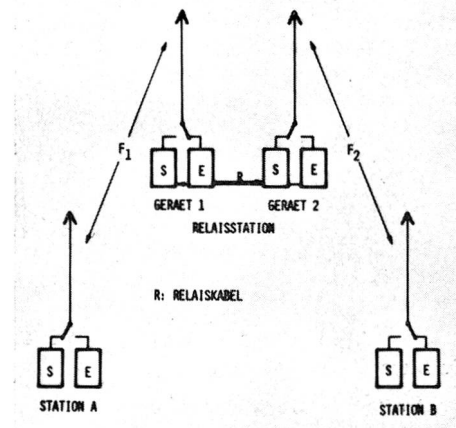 F1
F2
S E
R
S E
GERAET 1
GERAET 2
RELAISSTATION
R: RELAISKABEL
S E
S E
STATION A
STATION B